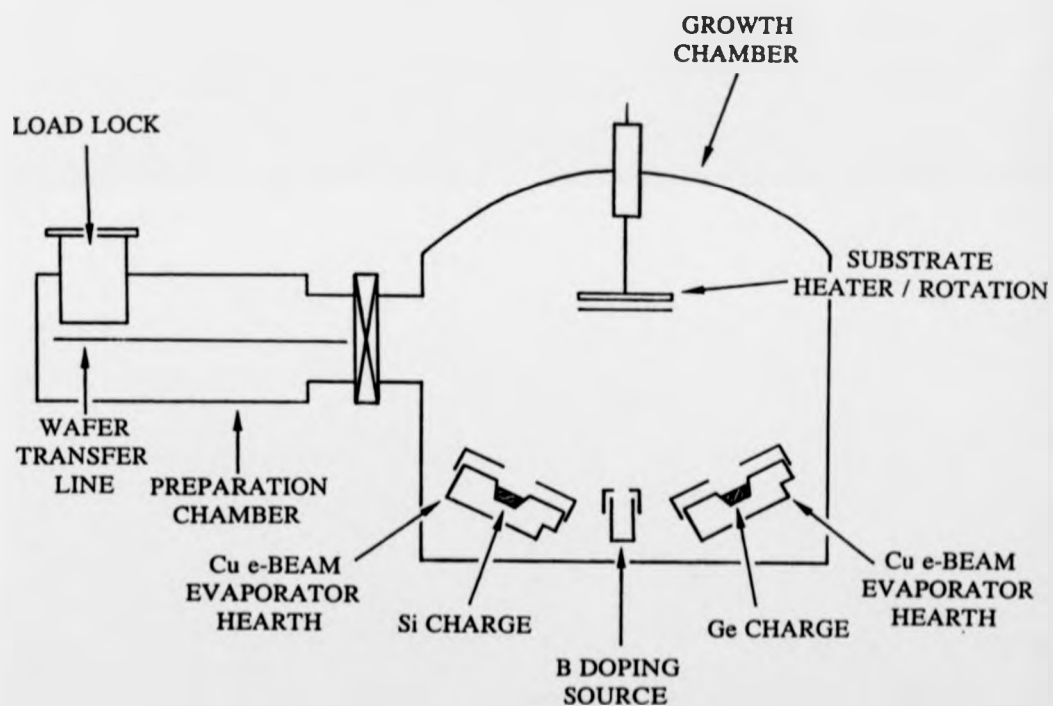 GROWTH
CHAMBER
LOAD LOCK
SUBSTRATE
HEATER / ROTATION
WAFER
TRANSFER
LINE
PREPARATION
CHAMBER
Cu e-BEAM
EVAPORATOR
HEARTH
Si CHARGE
B DOPING
SOURCE
Ge CHARGE
Cu e-BEAM
EVAPORATOR
HEARTH